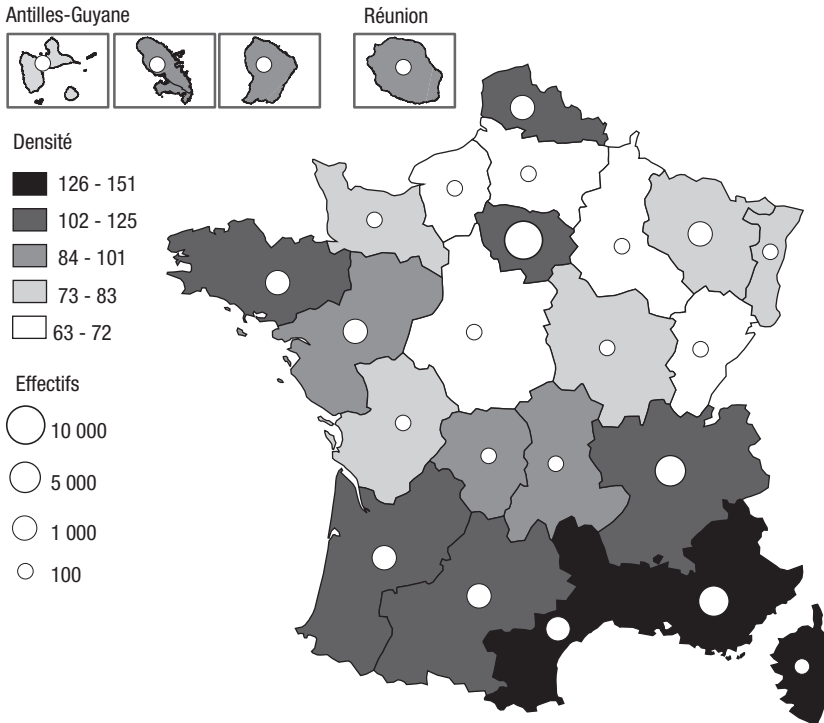 Antilles-Guyane
Réunion
Densité
126 - 151
102 - 125
84 - 101
73 - 83
63 - 72
Effectifs
10 000
5 000
1 000
100